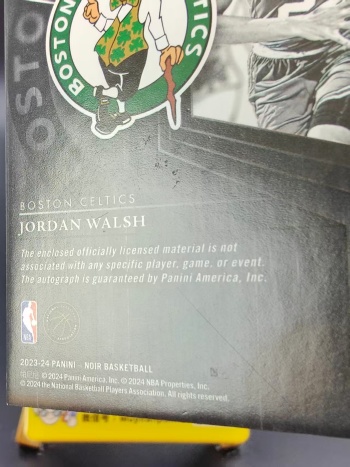 BOSTON
CELTICS
BOSTO
BOSTON CELTICS
JORDAN WALSH
The enclosed officially licensed material is not
associated with any specific player, game, or event.
The autograph is guaranteed by Panini America, Inc.
2023-24 PANINI - NOIR BASKETBALL
© 2024 Panini America, Inc. © 2024 NBA Properties, Inc.
© 2024 the National Basketball Players Association. All rights reserved.